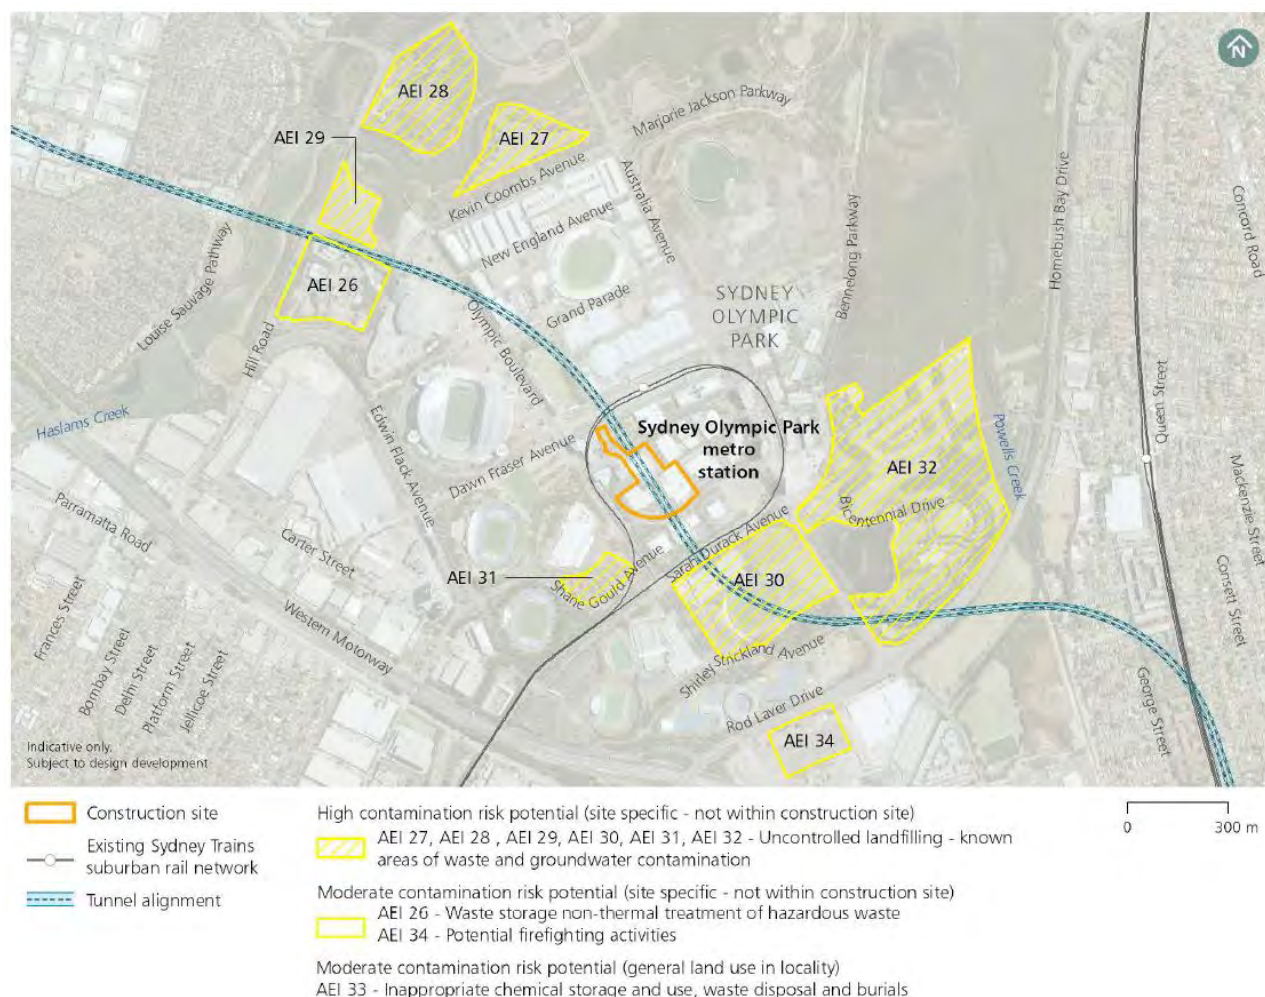 N
AEI 28
AEI 27
AEI 29
Marjorie Jackson Parkway
Kevin Coombs Avenue
Australia Avenue
New England Avenue
Homebush Bay Drive
Concord Road
Louise Sauvage Pathway
Bennelong Parkway
AEI 26
Grand Parade
SYDNEY
OLYMPIC
PARK
Hill Road
Olympic Boulevard
Queen Street
Haslams Creek
Edwin Flack Avenue
Dawn Fraser Avenue
Sydney Olympic Park
metro
station
AEI 32
Powells Creek
Mackenzie Street
Bicentennial Drive
Parramatta Road
Carter Street
Sarah Durack Avenue
AEI 31
Shane Gould Avenue
AEI 30
Consett Street
Frances Street
Bombay Street
Delhi Street
Platform Street
Jellicoe Street
Western Motorway
Shirley Strickland Avenue
George Street
Rod Laver Drive
AEI 34
Indicative only.
Subject to design development
Construction site
Existing Sydney Trains
suburban rail network
Tunnel alignment
High contamination risk potential (site specific - not within construction site)
AEI 27, AEI 28 , AEI 29, AEI 30, AEI 31, AEI 32 - Uncontrolled landfilling - known
areas of waste and groundwater contamination
Moderate contamination risk potential (site specific - not within construction site)
AEI 26 - Waste storage non-thermal treatment of hazardous waste
AEI 34 - Potential firefighting activities
Moderate contamination risk potential (general land use in locality)
AEI 33 - Inappropriate chemical storage and use, waste disposal and burials
0 300 m